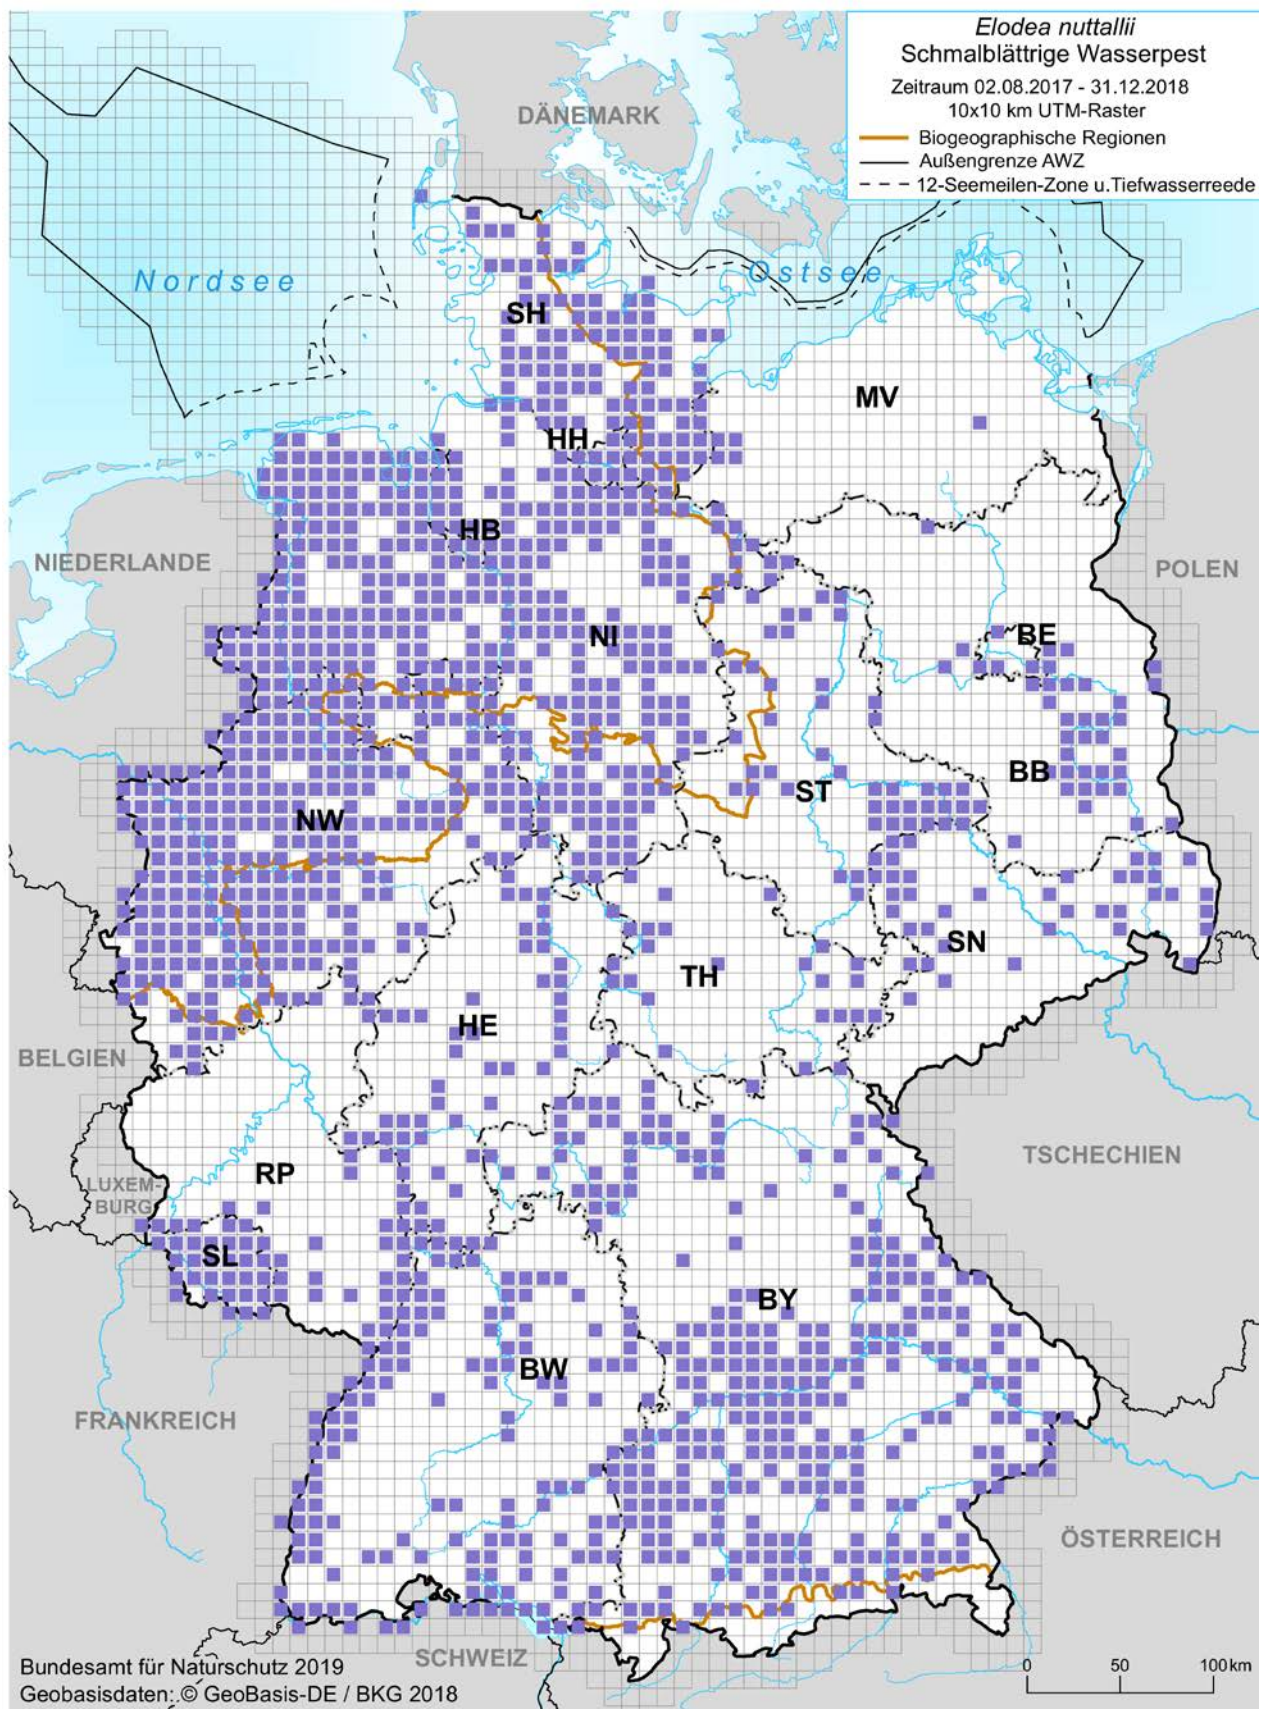 Elodea nuttallii
Schmalblättrige Wasserpest
Zeitraum 02.08.2017 - 31.12.2018
10x10 km UTM-Raster
Biogeographische Regionen
Außengrenze AWZ
12-Seemeilen-Zone u.Tiefwasserreede
DÄNEMARK
Nordsee
Ostsee
SH
MV
HH
HB
NIEDERLANDE
POLEN
NI
BE
BB
ST
NW
SN
TH
HE
BELGIEN
TSCHECHIEN
RP
LUXEM-
BURG
SL
BY
BW
FRANKREICH
ÖSTERREICH
SCHWEIZ
Bundesamt für Naturschutz 2019
Geobasisdaten:.© GeoBasis-DE / BKG 2018
0 50 100km